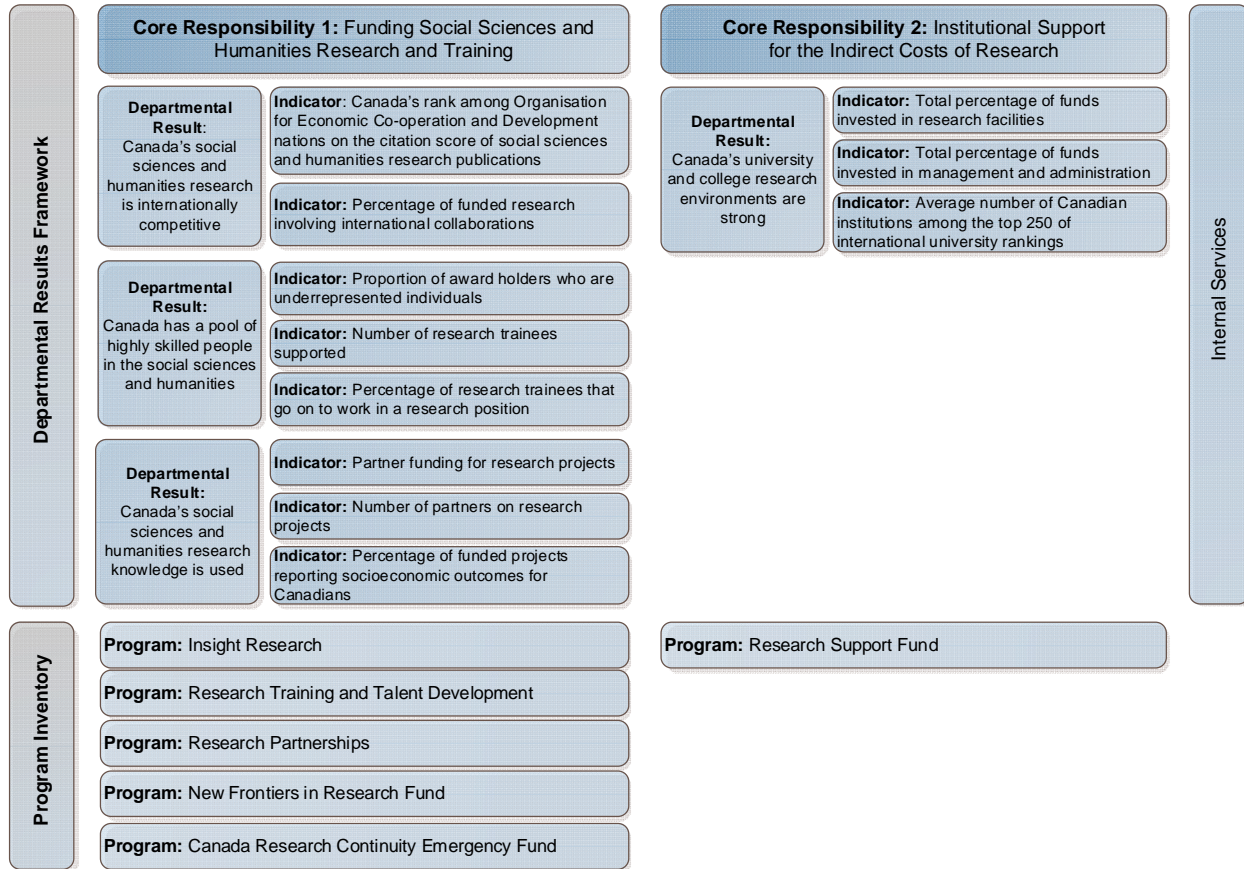 Departmental Results Framework
Core Responsibility 1: Funding Social Sciences and
Humanities Research and Training
Departmental
Result:
Canada’s social
sciences and
humanities research
is internationally
competitive
Indicator: Canada’s rank among Organisation
for Economic Co-operation and Development
nations on the citation score of social sciences
and humanities research publications
Indicator: Percentage of funded research
involving international collaborations
Departmental
Result:
Canada has a pool of
highly skilled people
in the social sciences
and humanities
Indicator: Proportion of award holders who are
underrepresented individuals
Indicator: Number of research trainees
supported
Indicator: Percentage of research trainees that
go on to work in a research position
Departmental
Result:
Canada’s social
sciences and
humanities research
knowledge is used
Indicator: Partner funding for research projects
Indicator: Number of partners on research
projects
Indicator: Percentage of funded projects
reporting socioeconomic outcomes for
Canadians
Core Responsibility 2: Institutional Support
for the Indirect Costs of Research
Departmental
Result:
Canada’s university
and college research
environments are
strong
Indicator: Total percentage of funds
invested in research facilities
Indicator: Total percentage of funds
invested in management and administration
Indicator: Average number of Canadian
institutions among the top 250 of
international university rankings
Internal Services
Program Inventory
Program: Insight Research
Program: Research Training and Talent Development
Program: Research Partnerships
Program: New Frontiers in Research Fund
Program: Canada Research Continuity Emergency Fund
Program: Research Support Fund